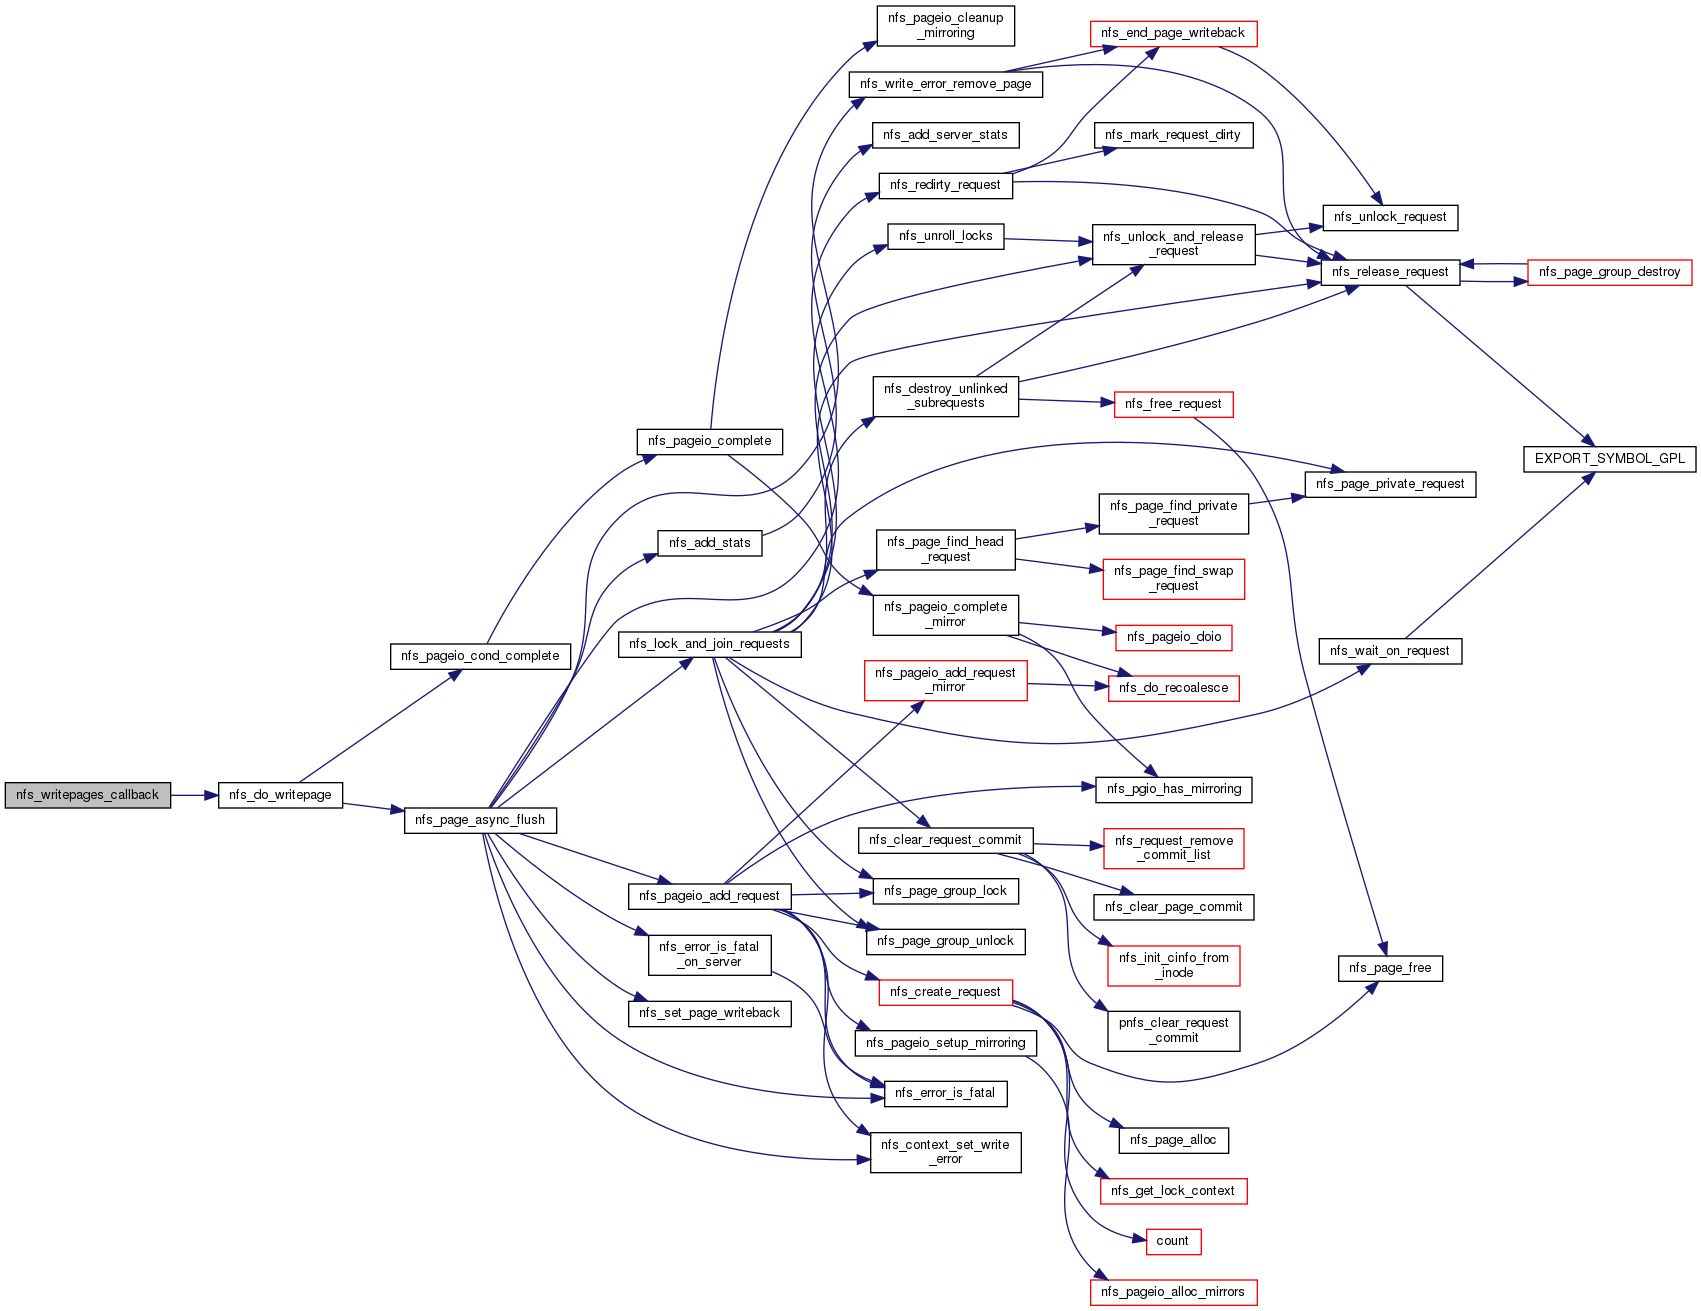 nfs_pageio_cleanup
_mirroring
nfs_end_page_writeback
nfs_write_error_remove_page
nfs_add_server_stats
nfs_mark_request_dirty
nfs_redirty_request
nfs_unlock_request
nfs_unroll_locks
nfs_unlock_and_release
_request
nfs_release_request
nfs_page_group_destroy
nfs_destroy_unlinked
_subrequests
nfs_free_request
nfs_pageio_complete
EXPORT_SYMBOL_GPL
nfs_page_private_request
nfs_page_find_private
_request
nfs_add_stats
nfs_page_find_head
_request
nfs_page_find_swap
_request
nfs_pageio_complete
_mirror
nfs_pageio_doio
nfs_lock_and_join_requests
nfs_wait_on_request
nfs_pageio_cond_complete
nfs_pageio_add_request
_mirror
nfs_do_recoalesce
nfs_writepages_callback
nfs_do_writepage
nfs_pgio_has_mirroring
nfs_page_async_flush
nfs_clear_request_commit
nfs_request_remove
_commit_list
nfs_pageio_add_request
nfs_page_group_lock
nfs_clear_page_commit
nfs_page_group_unlock
nfs_error_is_fatal
_on_server
nfs_init_cinfo_from
_inode
nfs_page_free
nfs_create_request
nfs_set_page_writeback
pnfs_clear_request
_commit
nfs_pageio_setup_mirroring
nfs_error_is_fatal
nfs_page_alloc
nfs_context_set_write
_error
nfs_get_lock_context
count
nfs_pageio_alloc_mirrors